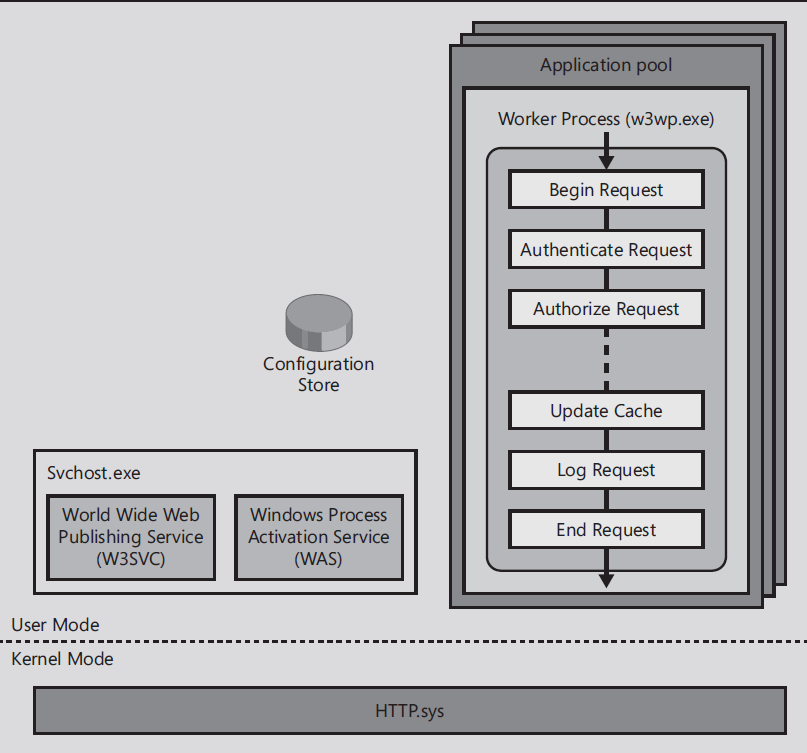 Application pool
Worker Process (w3wp.exe)
Begin Request
Authenticate Request
Authorize Request
Update Cache
Log Request
End Request
Configuration
Store
Svchost.exe
World Wide Web
Publishing Service
(W3SVC)
Windows Process
Activation Service
(WAS)
User Mode
Kernel Mode
HTTP.sys